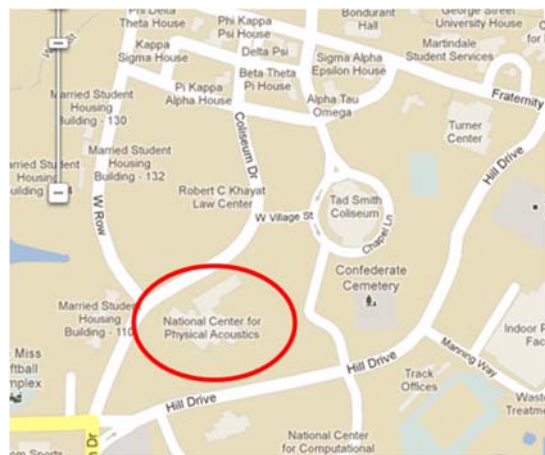 Phi Delta
Theta House
Phi Kappa
Psi House
Bondurant
Hall
George Street
University House
Kappa
Sigma House
Delta Psi
Sigma Alpha
Epsilon House
Martindale
Student Services
Pi Kappa
Alpha House
Beta Theta
Pi House
Alpha Tau
Omega
Fraternity
Married Student
Housing
Building - 130
Coliseum Dr
Turner
Center
Hill Drive
Married Student
Housing
Building - 132
Robert C Khayat
Law Center
W Row
W Village St
Tad Smith
Coliseum
Chapel Ln
Confederate
Cemetery
Married Student
Housing
Building - 110
National Center for
Physical Acoustics
Miss
Hill Drive
Hill Drive
Manning Way
Indoor
Track
Offices
National Center
for Computational
Dr
Sports